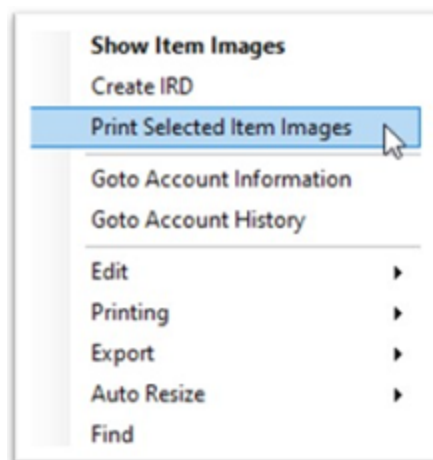 Show Item Images
Create IRD
Print Selected Item Images
Goto Account Information
Goto Account History
Edit
Printing
Export
Auto Resize
Find